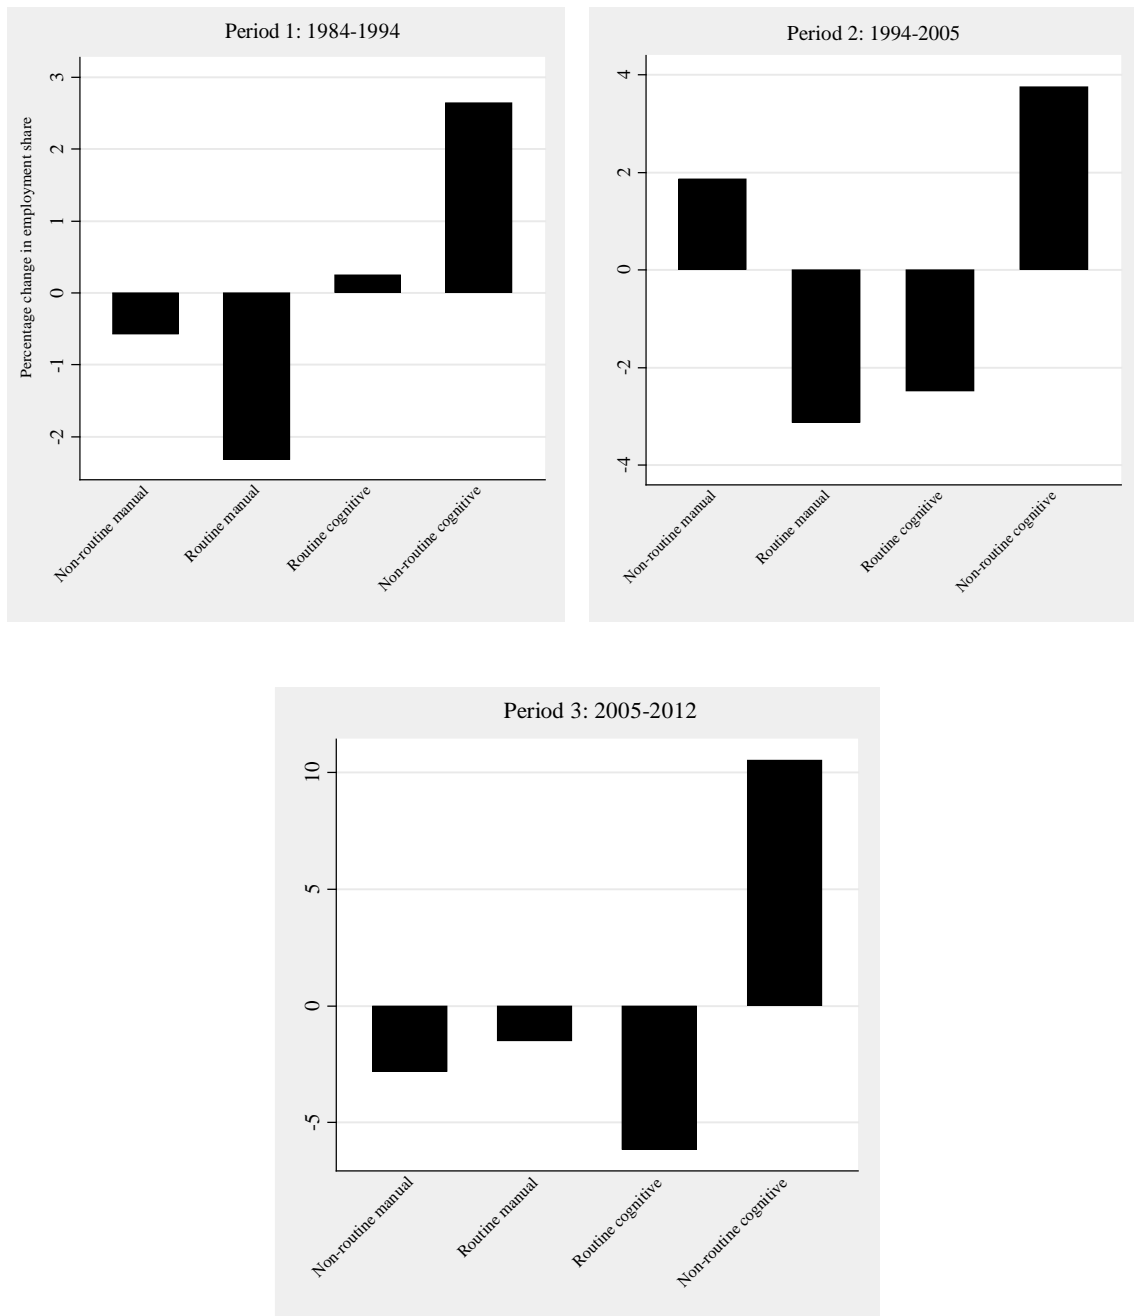 Period 1: 1984-1994
Percentage change in employment share
3
2
1
0
-1
-2
Non-routine manual
Routine manual
Routine cognitive
Non-routine cognitive
Period 2: 1994-2005
4
2
0
-2
-4
Non-routine manual
Routine manual
Routine cognitive
Non-routine cognitive
Period 3: 2005-2012
10
5
0
-5
Non-routine manual
Routine manual
Routine cognitive
Non-routine cognitive